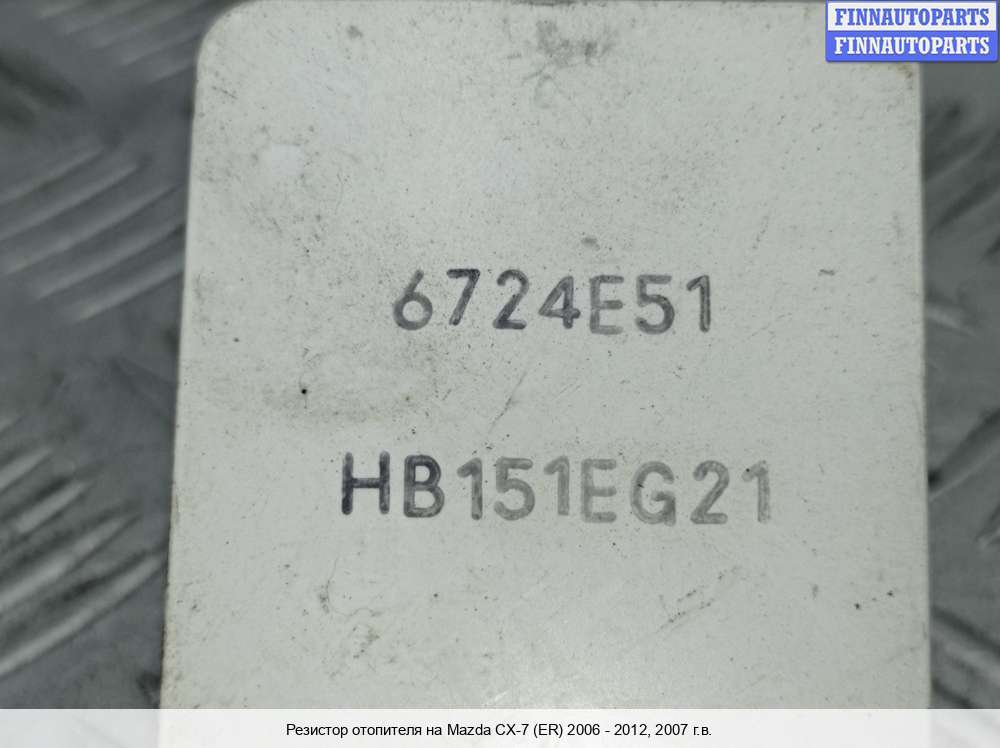 FINNAUTOPARTS
FINNAUTOPARTS
6724E51
HB151EG21
Резистор отопителя на Mazda CX-7 (ER) 2006 - 2012, 2007 г.в.